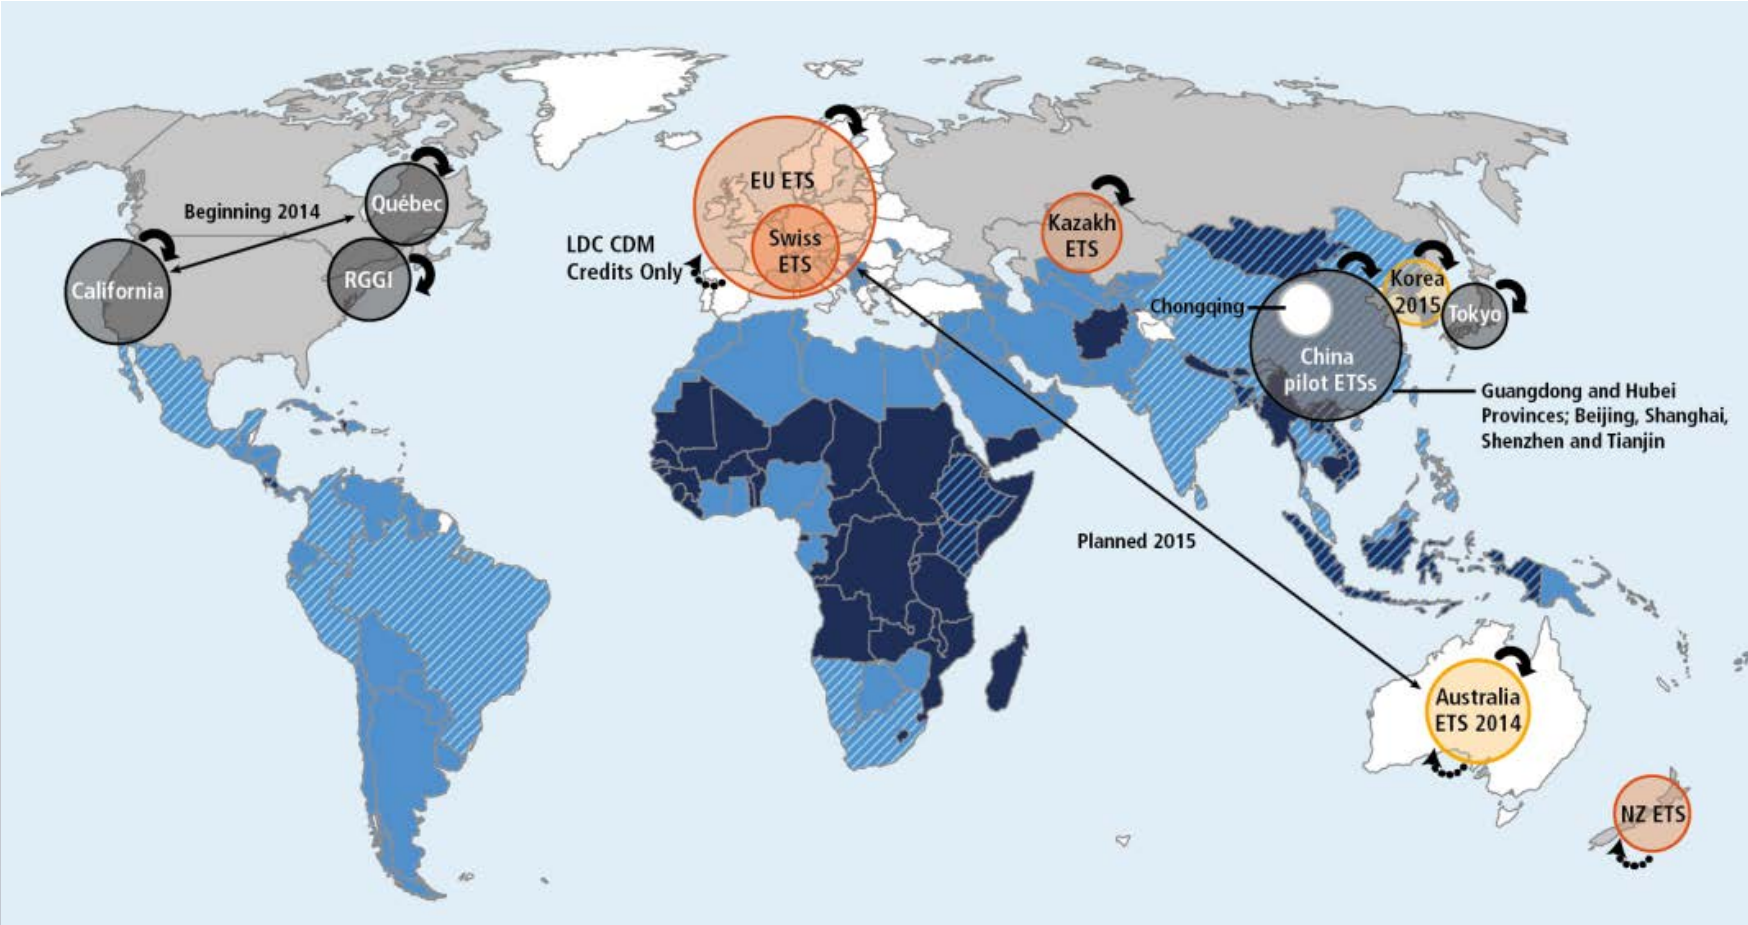 EU ETS
Québec
Beginning 2014
Kazakh
ETS
Swiss
ETS
LDC CDM
Credits Only
California
RGGI
Korea
2015
Chongqing
Tokyo
China
pilot ETSs
Guangdong and Hubei
Provinces; Beijing, Shanghai,
Shenzhen and Tianjin
Planned 2015
Australia
ETS 2014
NZ ETS